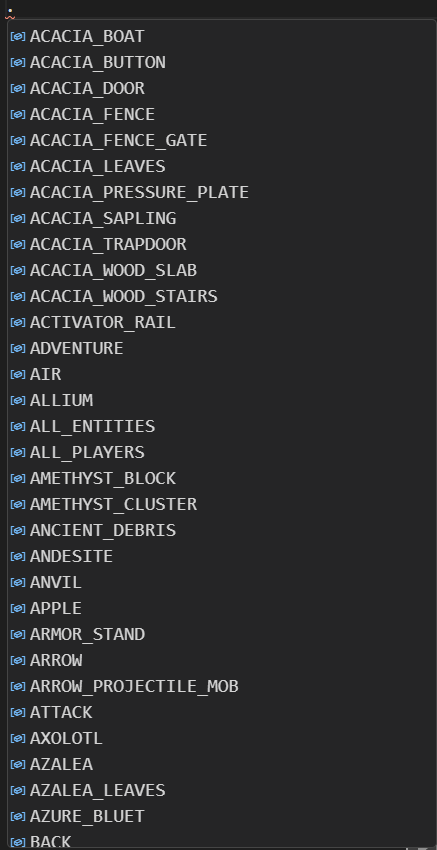 .
ACACIA_BOAT
ACACIA_BUTTON
ACACIA_DOOR
ACACIA_FENCE
ACACIA_FENCE_GATE
ACACIA_LEAVES
ACACIA_PRESSURE_PLATE
ACACIA_SAPLING
ACACIA_TRAPDOOR
ACACIA_WOOD_SLAB
ACACIA_WOOD_STAIRS
ACTIVATOR_RAIL
ADVENTURE
AIR
ALLIUM
ALL_ENTITIES
ALL_PLAYERS
AMETHYST_BLOCK
AMETHYST_CLUSTER
ANCIENT_DEBRIS
ANDESITE
ANVIL
APPLE
ARMOR_STAND
ARROW
ARROW_PROJECTILE_MOB
ATTACK
AXOLOTL
AZALEA
AZALEA_LEAVES
AZURE_BLUET
BACK